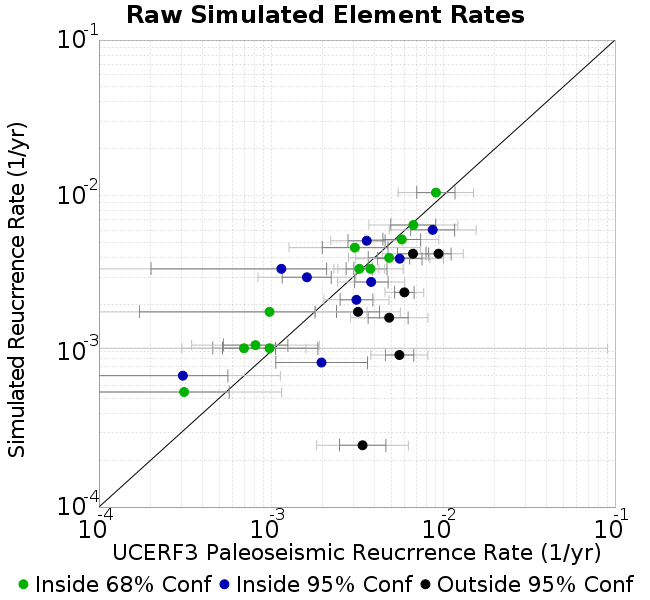 Raw Simulated Element Rates
Simulated Reucrrence Rate (1/yr)
10-1
10-2
10-3
10-4
10-4 10-3 10-2 10-1
UCERF3 Paleoseismic Reucrrence Rate (1/yr)
Inside 68% Conf Inside 95% Conf Outside 95% Conf